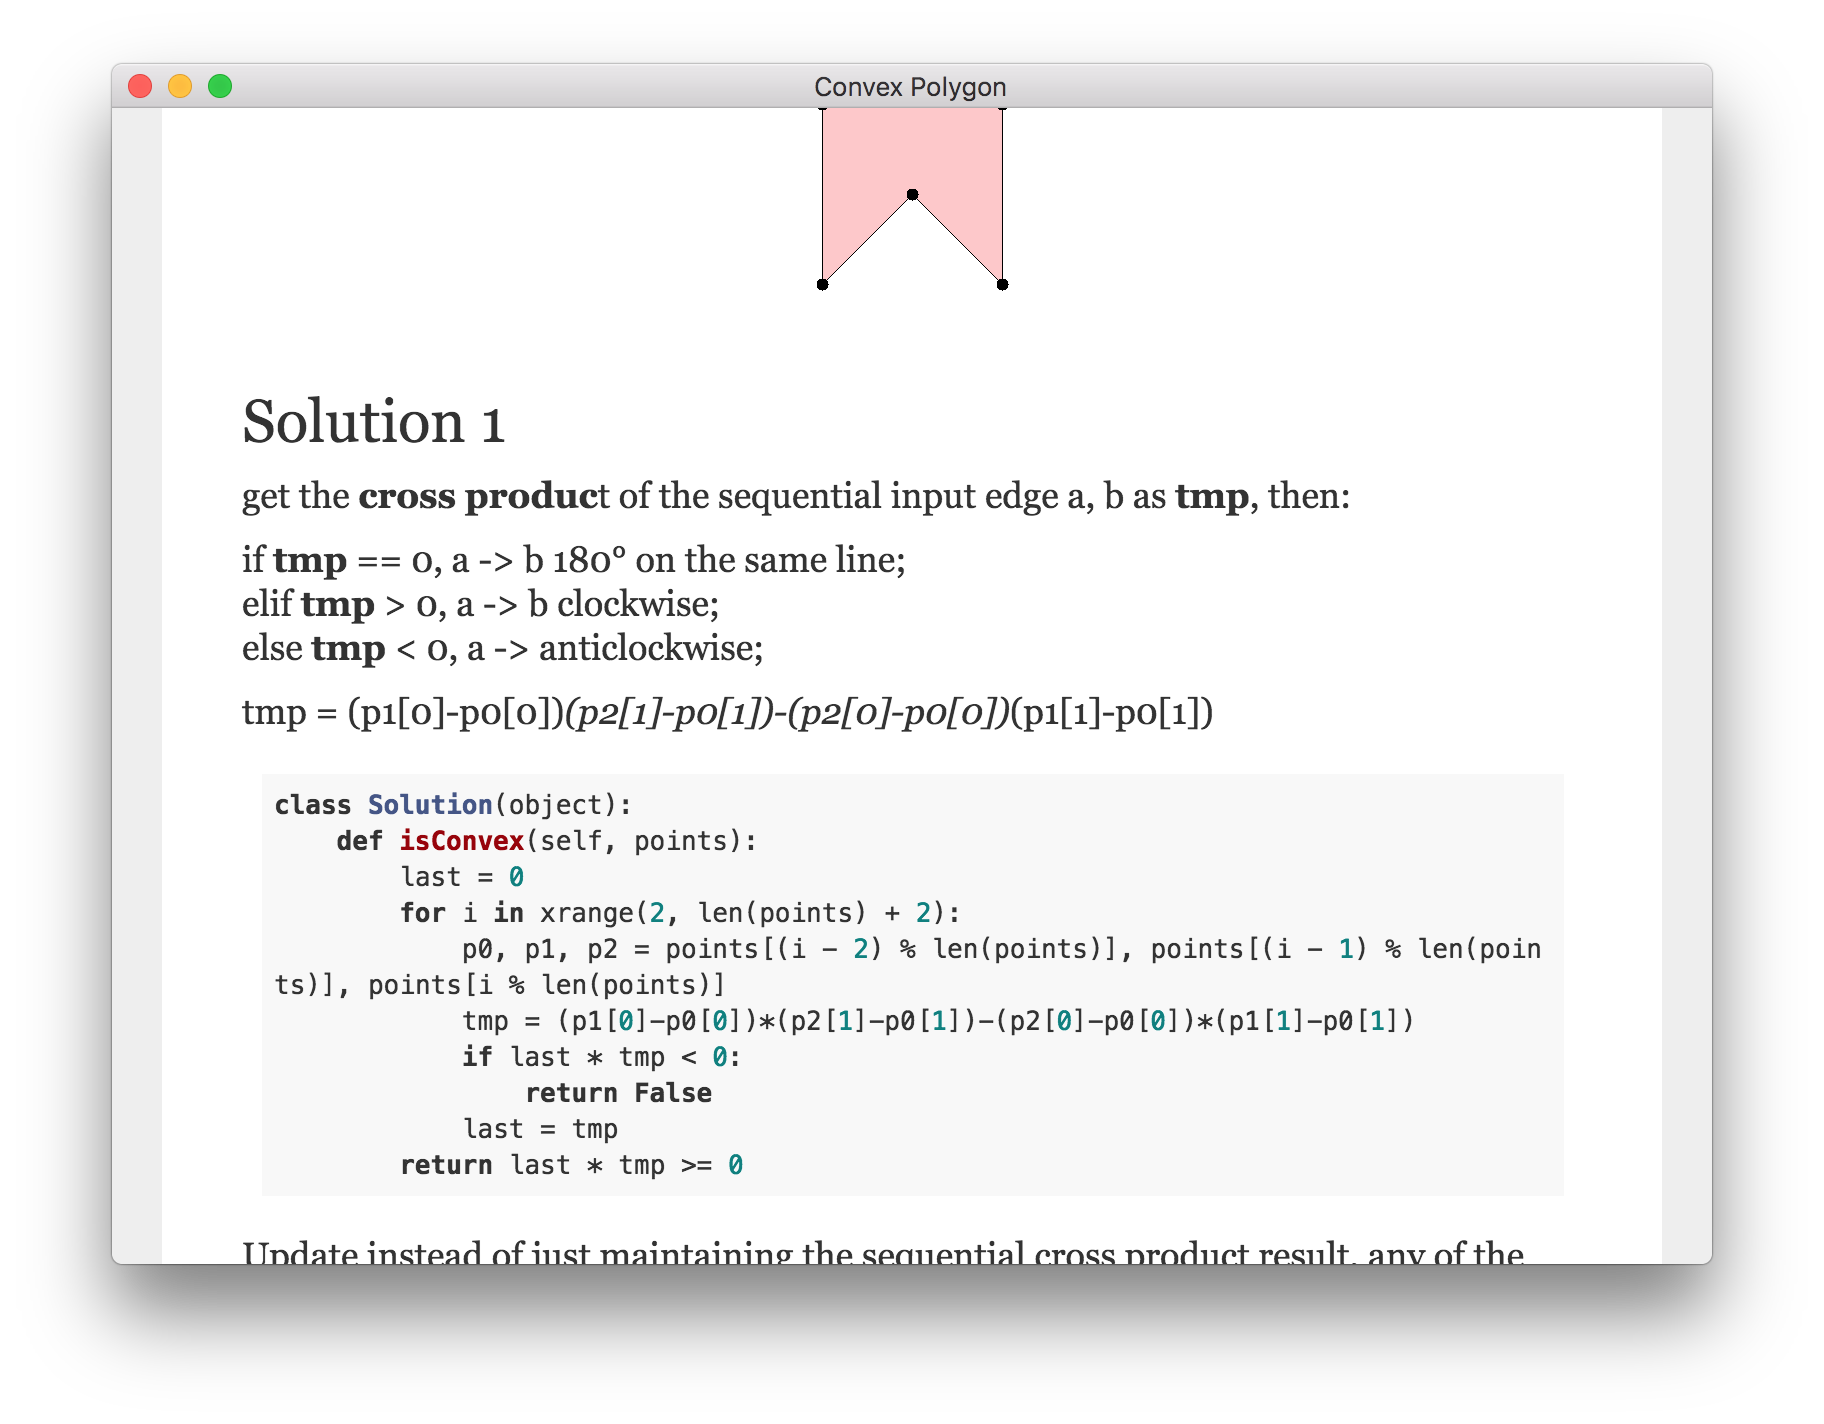 Convex Polygon
Solution 1
get the cross product of the sequential input edge a, b as tmp, then:
if tmp == 0, a -> b 180° on the same line;
elif tmp > 0, a -> b clockwise;
else tmp < 0, a -> anticlockwise;
tmp = (p1[0]-p0[0])(p2[1]-p0[1])-(p2[0]-p0[0])(p1[1]-p0[1])
class Solution(object):
    def isConvex(self, points):
        last = 0
        for i in xrange(2, len(points) + 2):
            p0, p1, p2 = points[(i - 2) % len(points)], points[(i - 1) % len(poin
ts)], points[i % len(points)]
            tmp = (p1[0]-p0[0])*(p2[1]-p0[1])-(p2[0]-p0[0])*(p1[1]-p0[1])
            if last * tmp < 0:
                return False
            last = tmp
        return last * tmp >= 0
Update instead of just maintaining the sequential cross product result, any of the